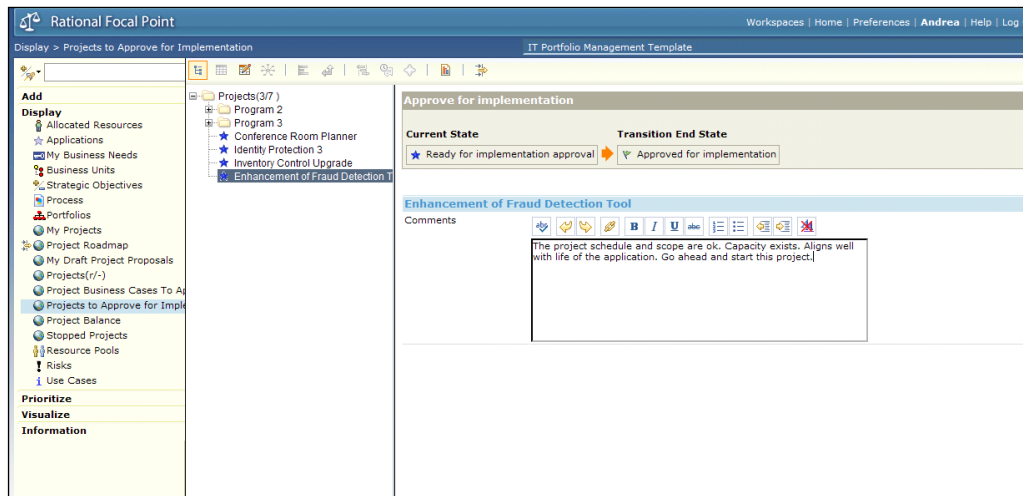 Rational Focal Point
Workspaces | Home | Preferences | Andrea | Help | Log
Display > Projects to Approve for Implementation
IT Portfolio Management Template
Add
Display
Allocated Resources
Applications
My Business Needs
Business Units
Strategic Objectives
Process
Portfolios
My Projects
Project Roadmap
My Draft Project Proposals
Projects(r/-)
Project Business Cases To Ap
Projects to Approve for Imple
Project Balance
Stopped Projects
Resource Pools
Risks
Use Cases
Prioritize
Visualize
Information
Projects(3/7 )
Program 2
Program 3
Conference Room Planner
Identity Protection 3
Inventory Control Upgrade
Enhancement of Fraud Detection T
Approve for implementation
Current State
Transition End State
Ready for implementation approval
Approved for implementation
Enhancement of Fraud Detection Tool
Comments
abc B I U abc
The project schedule and scope are ok. Capacity exists. Aligns well
with life of the application. Go ahead and start this project.